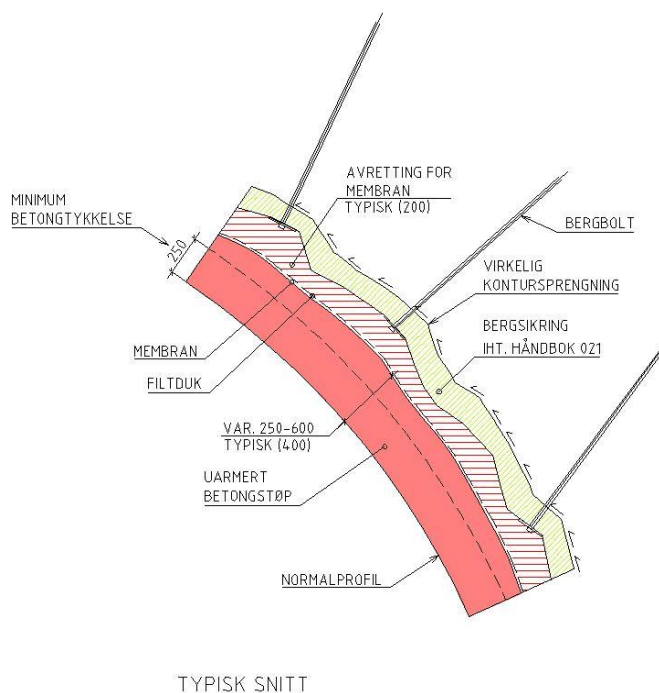 AVRETTING FOR
MEMBRAN
TYPISK (200)
MINIMUM
BETONGTYKKELSE
BERGBOLT
250
VIRKELIG
KONTURSPRENGNING
BERGSIKRING
IHT. HÅNDBOK 021
MEMBRAN
FILTDUK
VAR. 250-600
TYPISK (400)
UARMERT
BETONGSTØP
NORMALPROFIL
TYPISK SNITT